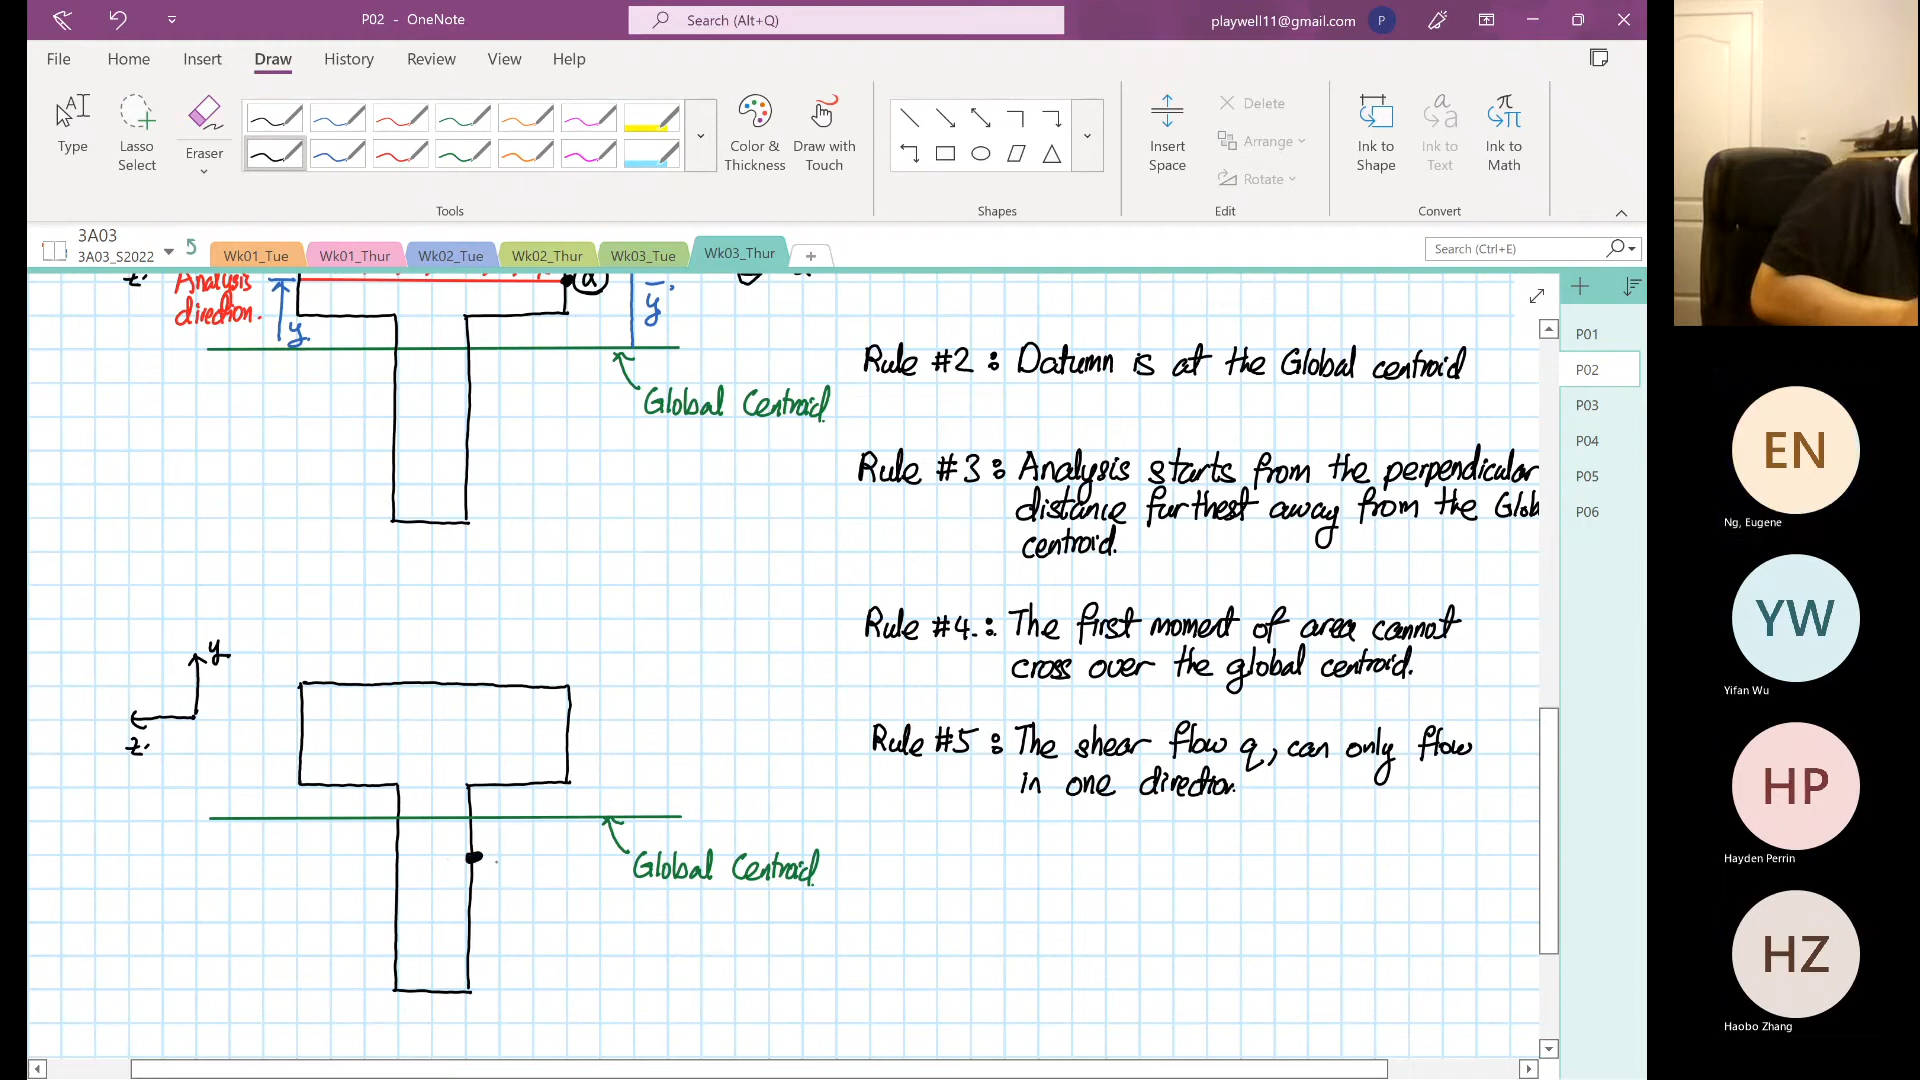 P02 - OneNote
Search (Alt+Q)
playwell11@gmail.com
P
File
Home
Insert
Draw
History
Review
View
Help
Type
Lasso Select
Eraser
Color & Thickness
Draw with Touch
Insert Space
Delete
Arrange
Rotate
Ink to Shape
Ink to Text
Ink to Math
Tools
Shapes
Edit
Convert
3A03
3A03_S2022
Wk01_Tue
Wk01_Thur
Wk02_Tue
Wk02_Thur
Wk03_Tue
Wk03_Thur
Search (Ctrl+E)
P01
P02
P03
P04
P05
P06
z
Analysis
direction.
y
a
y
Global Centroid
Rule #2 : Datumn is at the Global centroid
Rule #3 : Analysis starts from the perpendicular
distance furthest away from the Glob
centroid.
Rule #4. : The first moment of area cannot
cross over the global centroid.
Rule #5 : The shear flow q, can only flow
in one direction.
y
z
Global Centroid
EN
Ng, Eugene
YW
Yifan Wu
HP
Hayden Perrin
HZ
Haobo Zhang